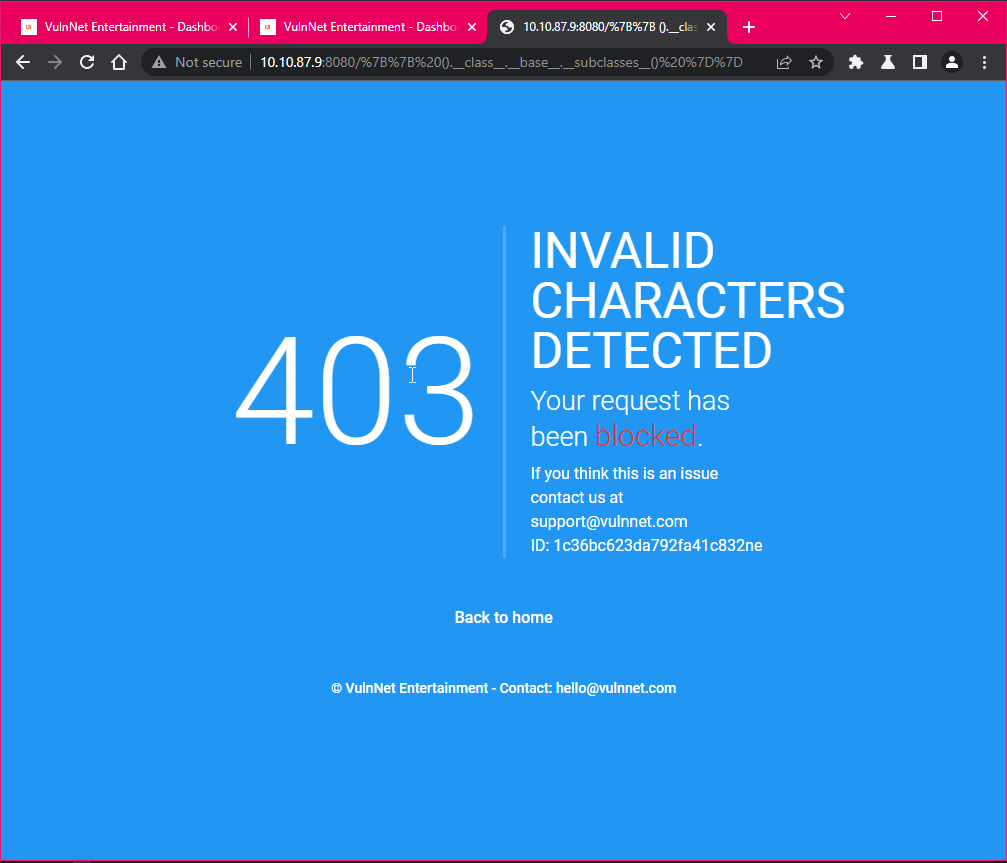 VulnNet Entertainment - Dashbo
VulnNet Entertainment - Dashbo
10.10.87.9:8080/%7B%7B ().__clas
Not secure
10.10.87.9:8080/%7B%7B%20().__class__.__base__.__subclasses__()%20%7D%7D
403
INVALID
CHARACTERS
DETECTED
Your request has
been blocked.
If you think this is an issue
contact us at
support@vulnnet.com
ID: 1c36bc623da792fa41c832ne
Back to home
© VulnNet Entertainment - Contact: hello@vulnnet.com